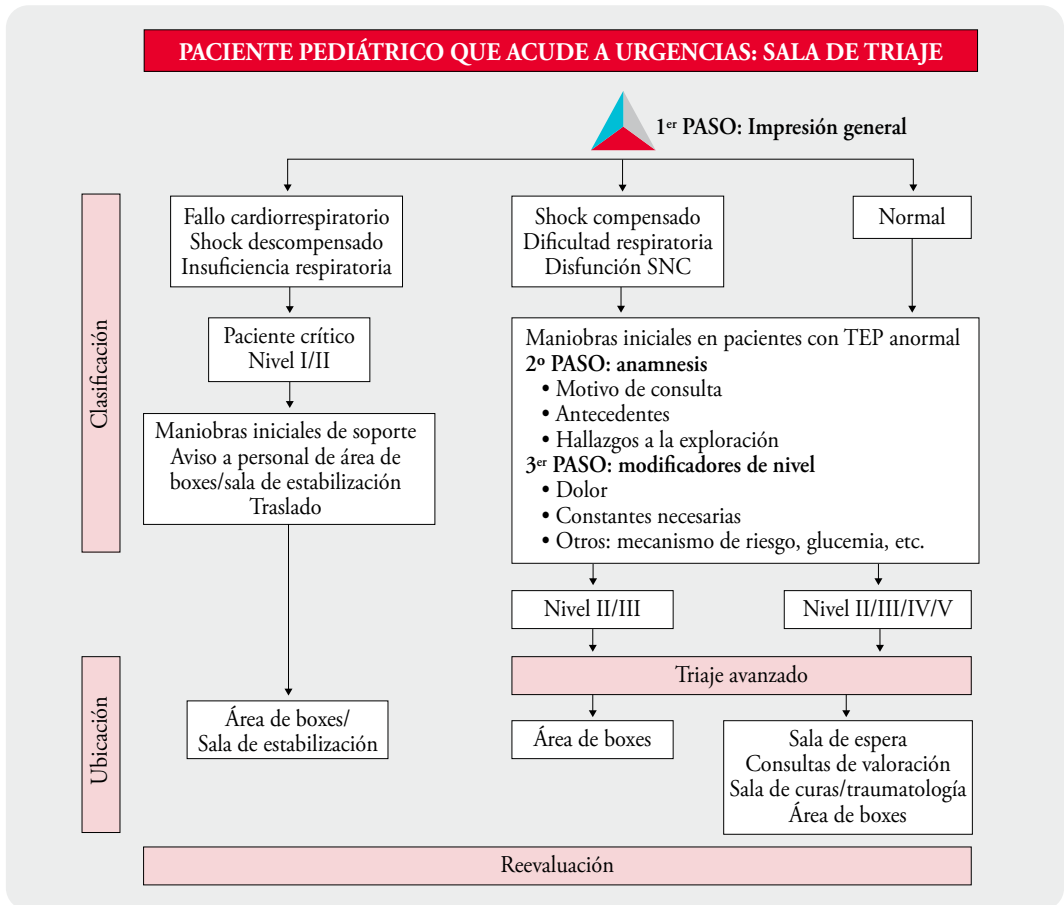 PACIENTE PEDIÁTRICO QUE ACUDE A URGENCIAS: SALA DE TRIAJE
1er PASO: Impresión general
Clasificación
Fallo cardiorrespiratorio
Shock descompensado
Insuficiencia respiratoria
Shock compensado
Dificultad respiratoria
Disfunción SNC
Normal
Paciente crítico
Nivel I/II
Maniobras iniciales de soporte
Aviso a personal de área de
boxes/sala de estabilización
Traslado
Maniobras iniciales en pacientes con TEP anormal
2º PASO: anamnesis
• Motivo de consulta
• Antecedentes
• Hallazgos a la exploración
3er PASO: modificadores de nivel
• Dolor
• Constantes necesarias
• Otros: mecanismo de riesgo, glucemia, etc.
Nivel II/III
Nivel II/III/IV/V
Ubicación
Triaje avanzado
Área de boxes/
Sala de estabilización
Área de boxes
Sala de espera
Consultas de valoración
Sala de curas/traumatología
Área de boxes
Reevaluación